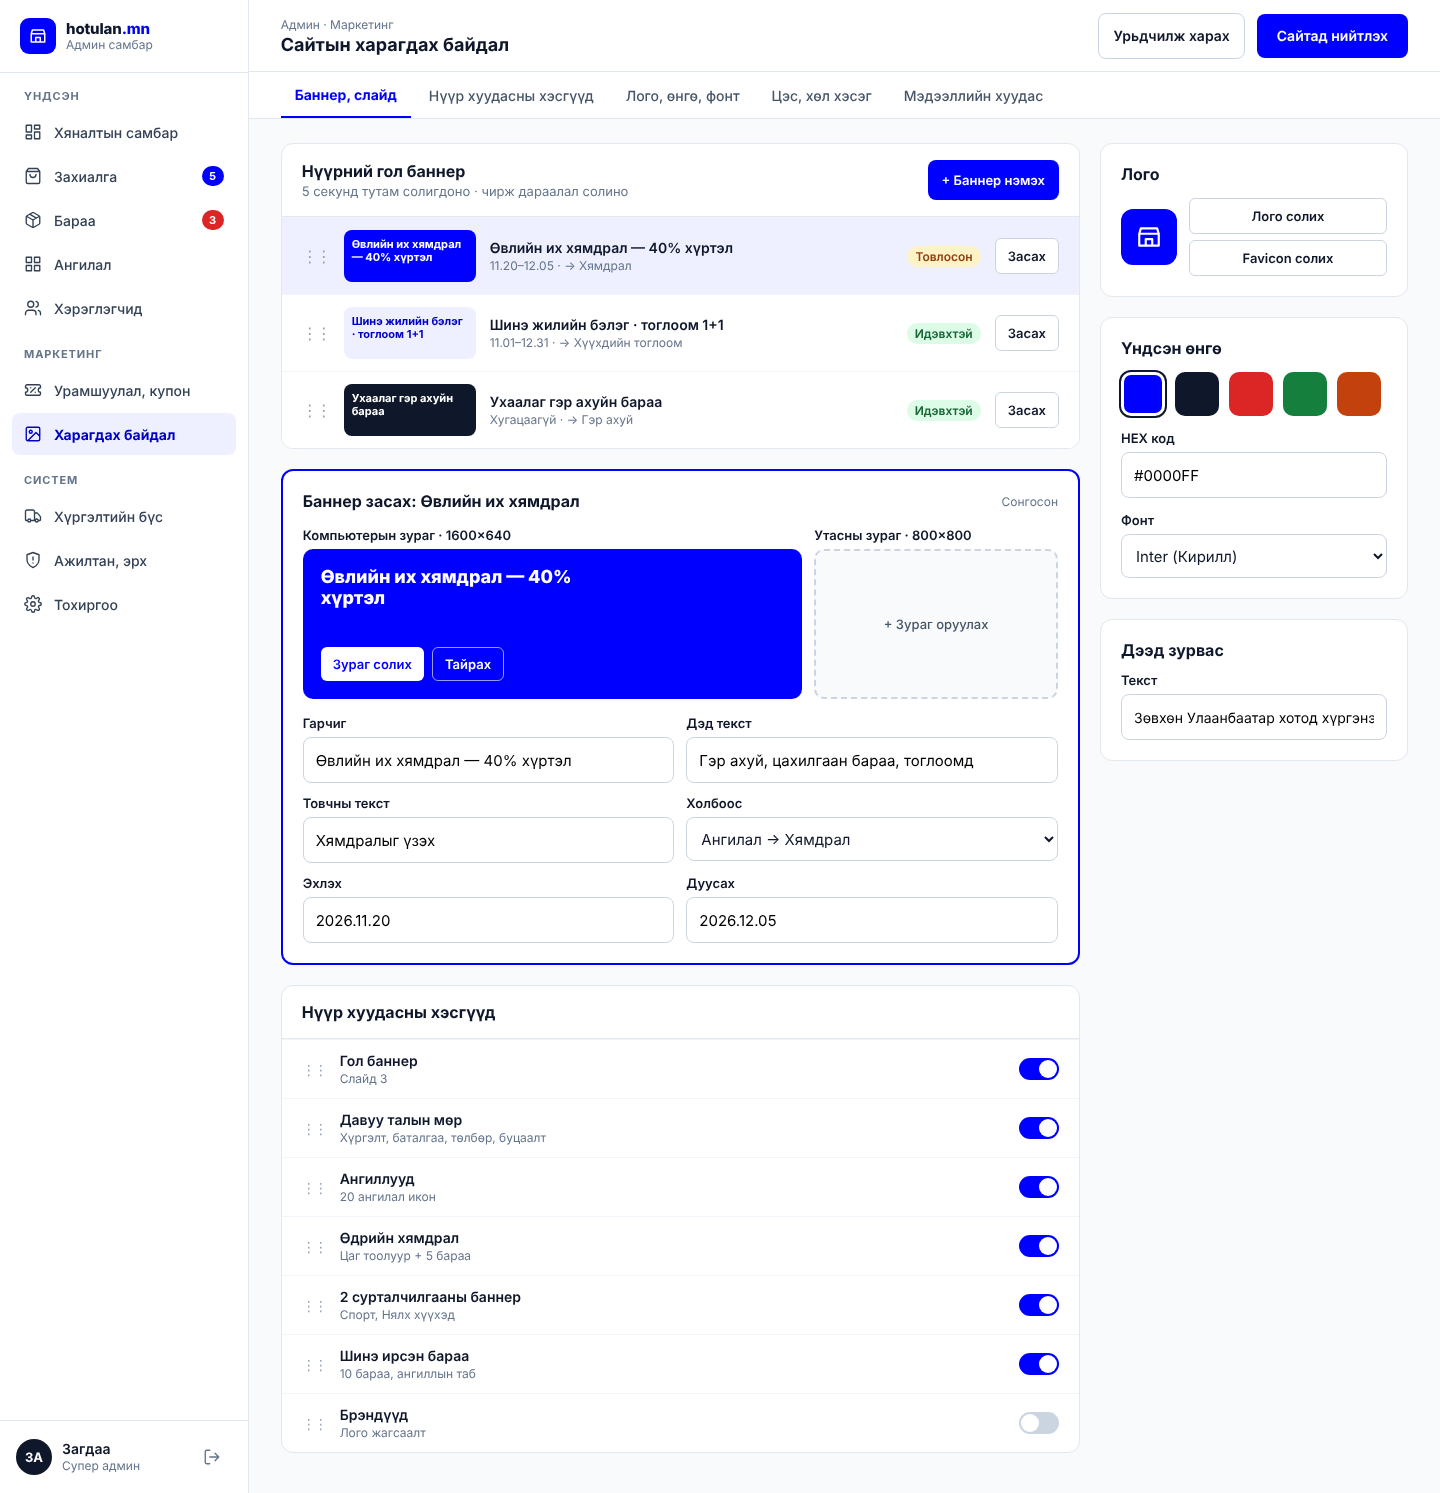 hotulan.mn
Админ самбар
ҮНДСЭН
Хяналтын самбар
Захиалга 5
Бараа 3
Ангилал
Хэрэглэгчид
МАРКЕТИНГ
Урамшуулал, купон
Харагдах байдал
СИСТЕМ
Хүргэлтийн бүс
Ажилтан, эрх
Тохиргоо
ЗА
Загдаа
Супер админ
Админ · Маркетинг
Сайтын харагдах байдал
Урьдчилж харах
Сайтад нийтлэх
Баннер, слайд
Нүүр хуудасны хэсгүүд
Лого, өнгө, фонт
Цэс, хөл хэсэг
Мэдээллийн хуудас
Нүүрний гол баннер
5 секунд тутам солигдоно · чирж дараалал солино
+ Баннер нэмэх
Өвлийн их хямдрал
— 40% хүртэл
Өвлийн их хямдрал — 40% хүртэл
11.20–12.05 · → Хямдрал
Товлосон
Засах
Шинэ жилийн бэлэг
· тоглоом 1+1
Шинэ жилийн бэлэг · тоглоом 1+1
11.01–12.31 · → Хүүхдийн тоглоом
Идэвхтэй
Засах
Ухаалаг гэр ахуйн
бараа
Ухаалаг гэр ахуйн бараа
Хугацаагүй · → Гэр ахуй
Идэвхтэй
Засах
Баннер засах: Өвлийн их хямдрал
Сонгосон
Компьютерын зураг · 1600×640
Өвлийн их хямдрал — 40%
хүртэл
Зураг солих
Тайрах
Утасны зураг · 800×800
+ Зураг оруулах
Гарчиг
Өвлийн их хямдрал — 40% хүртэл
Дэд текст
Гэр ахуй, цахилгаан бараа, тоглоомд
Товчны текст
Хямдралыг үзэх
Холбоос
Ангилал → Хямдрал
Эхлэх
2026.11.20
Дуусах
2026.12.05
Нүүр хуудасны хэсгүүд
Гол баннер
Слайд 3
Давуу талын мөр
Хүргэлт, баталгаа, төлбөр, буцаалт
Ангиллууд
20 ангилал икон
Өдрийн хямдрал
Цаг тоолуур + 5 бараа
2 сурталчилгааны баннер
Спорт, Нялх хүүхэд
Шинэ ирсэн бараа
10 бараа, ангиллын таб
Брэндүүд
Лого жагсаалт
Лого
Лого солих
Favicon солих
Үндсэн өнгө
HEX код
#0000FF
Фонт
Inter (Кирилл)
Дээд зурвас
Текст
Зөвхөн Улаанбаатар хотод хүргэнэ